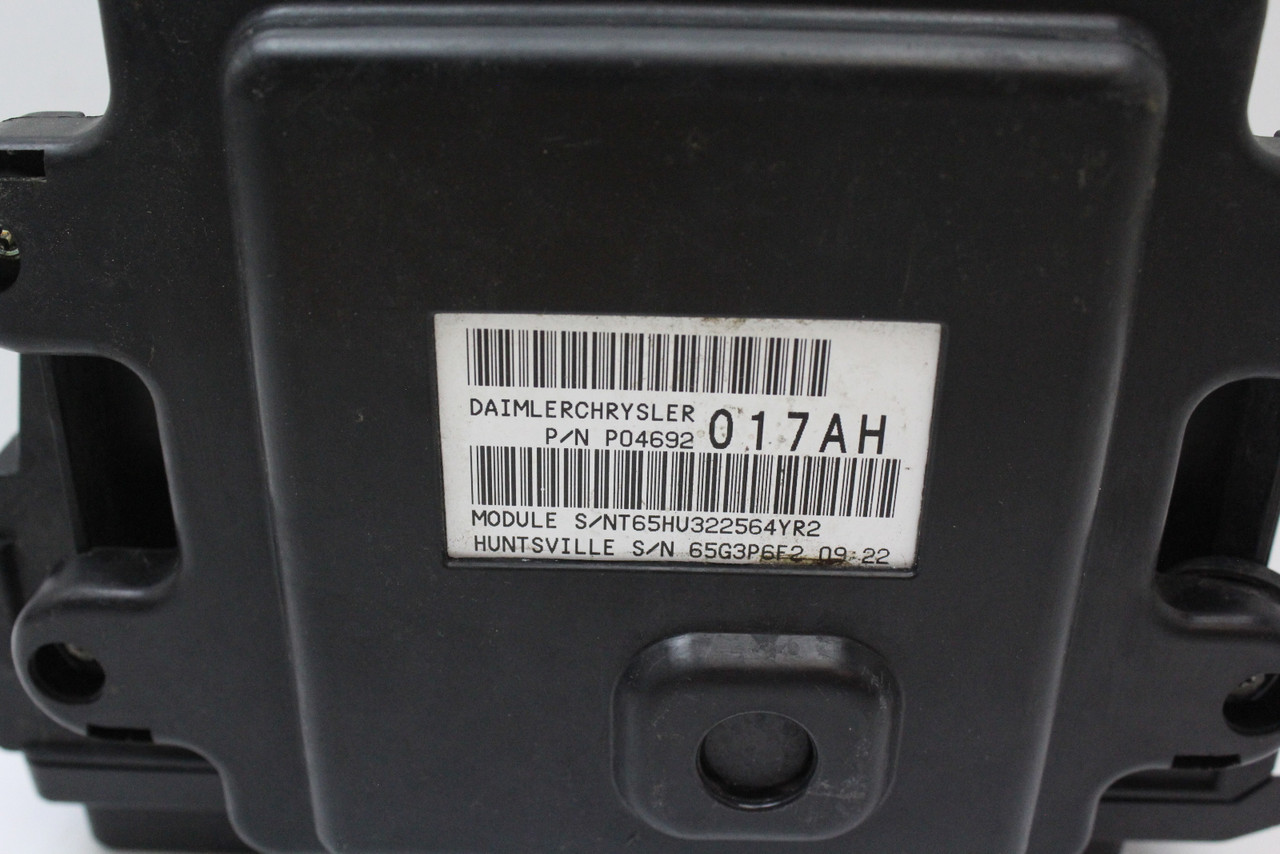 DAIMLERCHRYSLER
P/N P04692 017AH
MODULE S/NT65HU322564YR2
HUNTSVILLE S/N 65G3P6F2 09:22